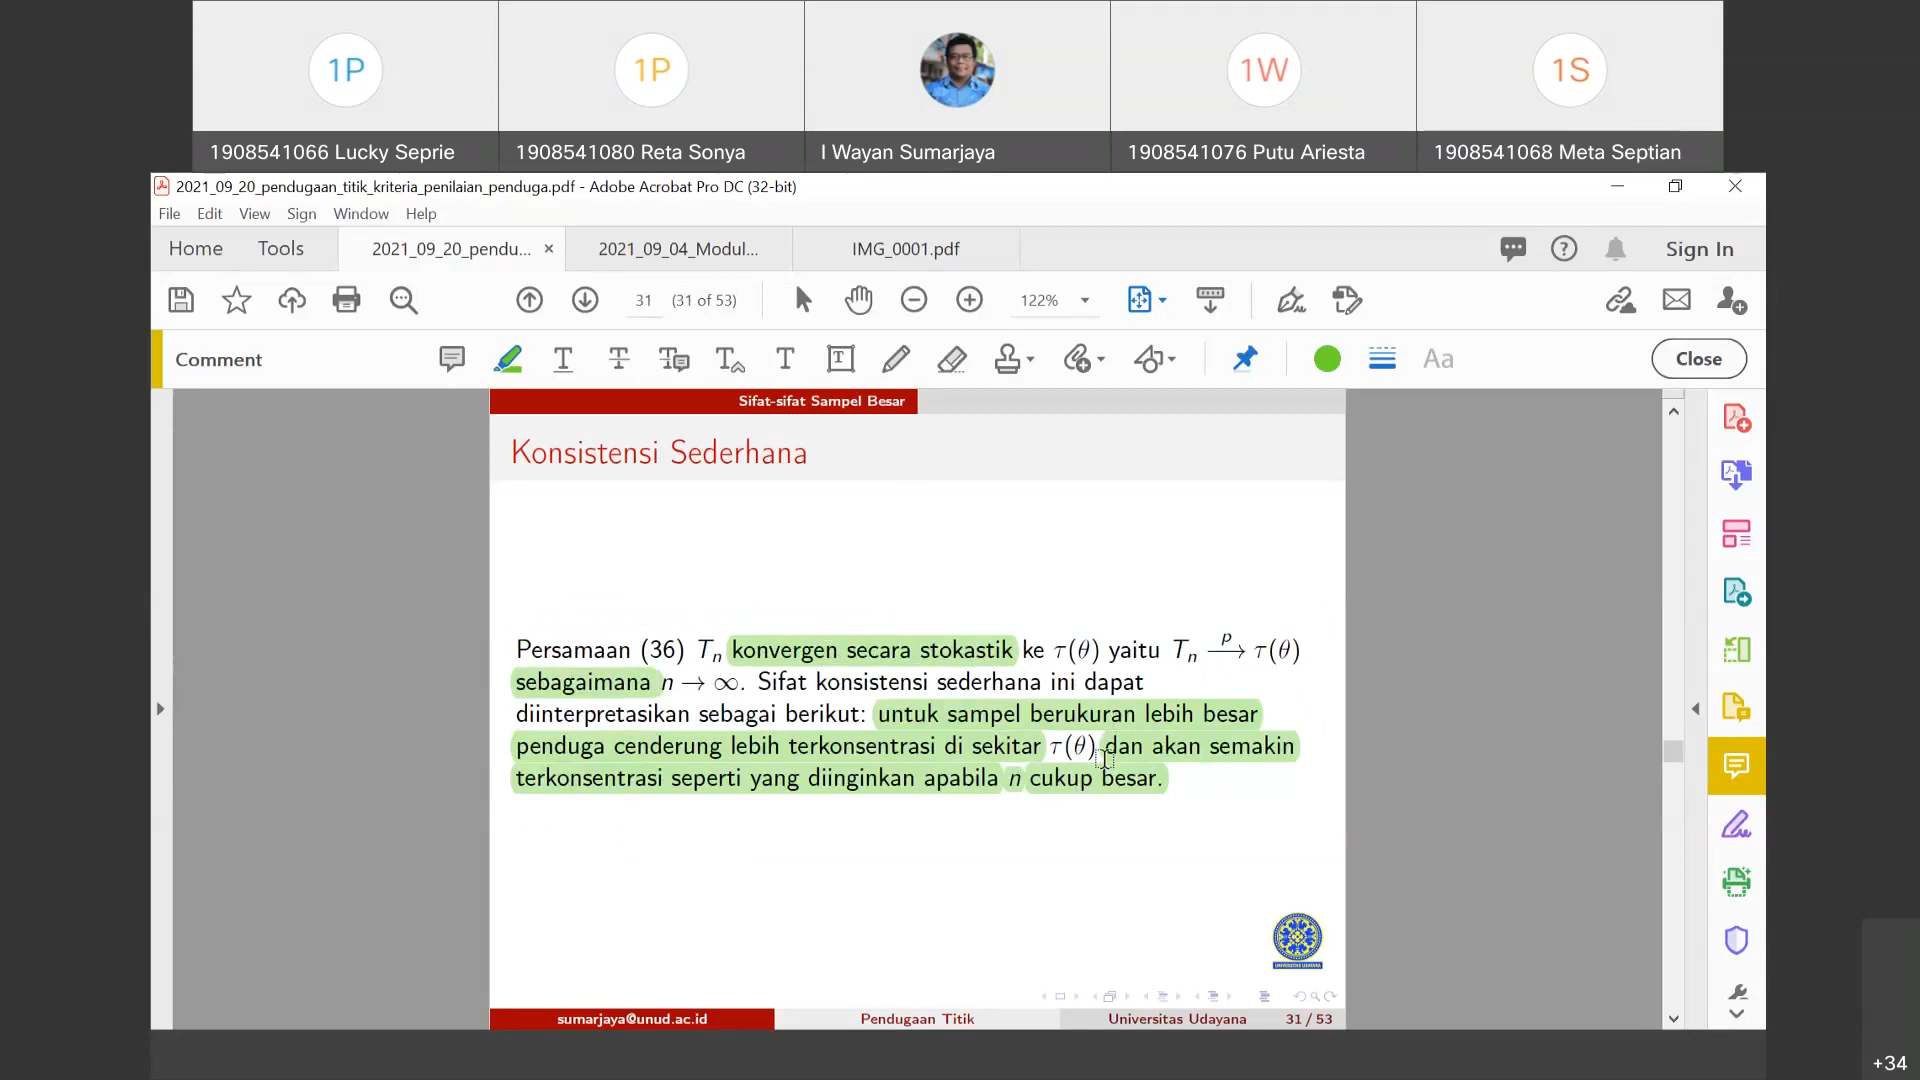 1P
1P
1W
1S
1908541066 Lucky Seprie
1908541080 Reta Sonya
I Wayan Sumarjaya
1908541076 Putu Ariesta
1908541068 Meta Septian
2021_09_20_pendugaan_titik_kriteria_penilaian_penduga.pdf - Adobe Acrobat Pro DC (32-bit)
File Edit View Sign Window Help
Home Tools 2021_09_20_pendu... × 2021_09_04_Modul... IMG_0001.pdf Sign In
31 (31 of 53) 122%
Comment Aa Close
Sifat-sifat Sampel Besar
Konsistensi Sederhana
Persamaan (36) Tₙ konvergen secara stokastik ke τ(θ) yaitu Tₙ —p→ τ(θ)
sebagaimana n → ∞. Sifat konsistensi sederhana ini dapat
diinterpretasikan sebagai berikut: untuk sampel berukuran lebih besar
penduga cenderung lebih terkonsentrasi di sekitar τ(θ) dan akan semakin
terkonsentrasi seperti yang diinginkan apabila n cukup besar.
UNIVERSITAS UDAYANA
sumarjaya@unud.ac.id Pendugaan Titik Universitas Udayana 31 / 53
+34